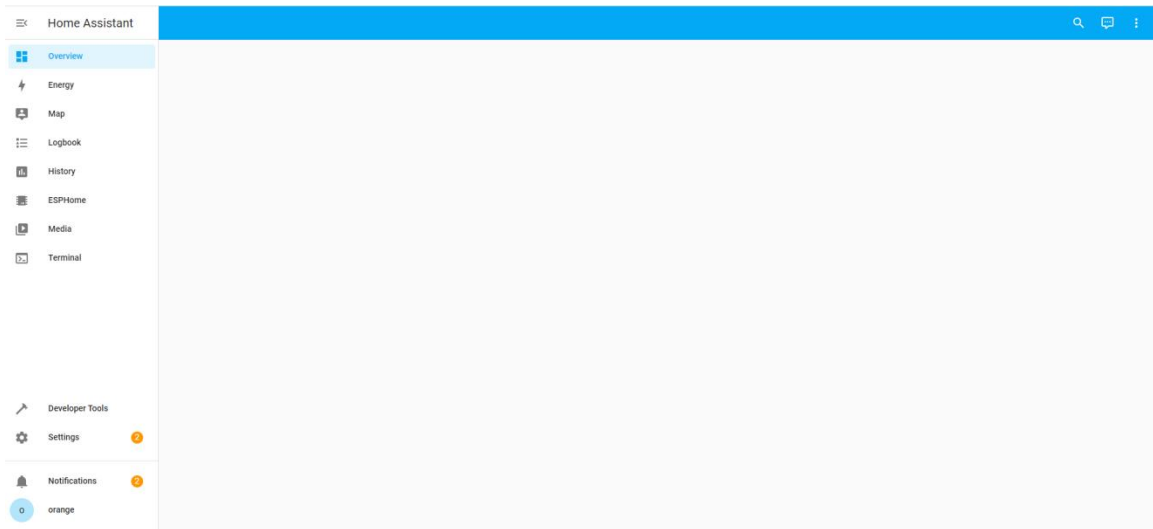 Home Assistant
Overview
Energy
Map
Logbook
History
ESPHome
Media
Terminal
Developer Tools
Settings 2
Notifications 2
o orange